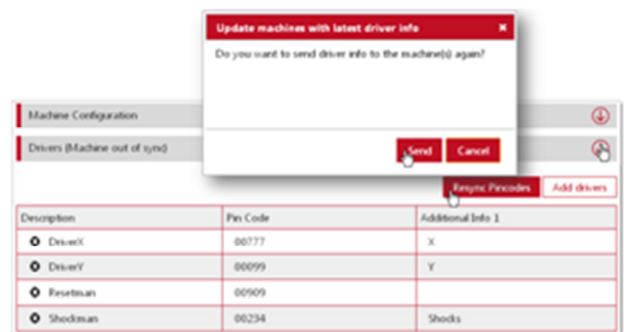 Update machines with latest driver info
Do you want to send driver info to the machine(s) again?
Send Cancel
Machine Configuration
Drivers (Machine out of sync)
Resync Pincodes Add drivers
Description Pin Code Additional Info 1
DriverX 00777 X
DriverY 00099 Y
Resetman 00909
Shockman 00234 Shocks